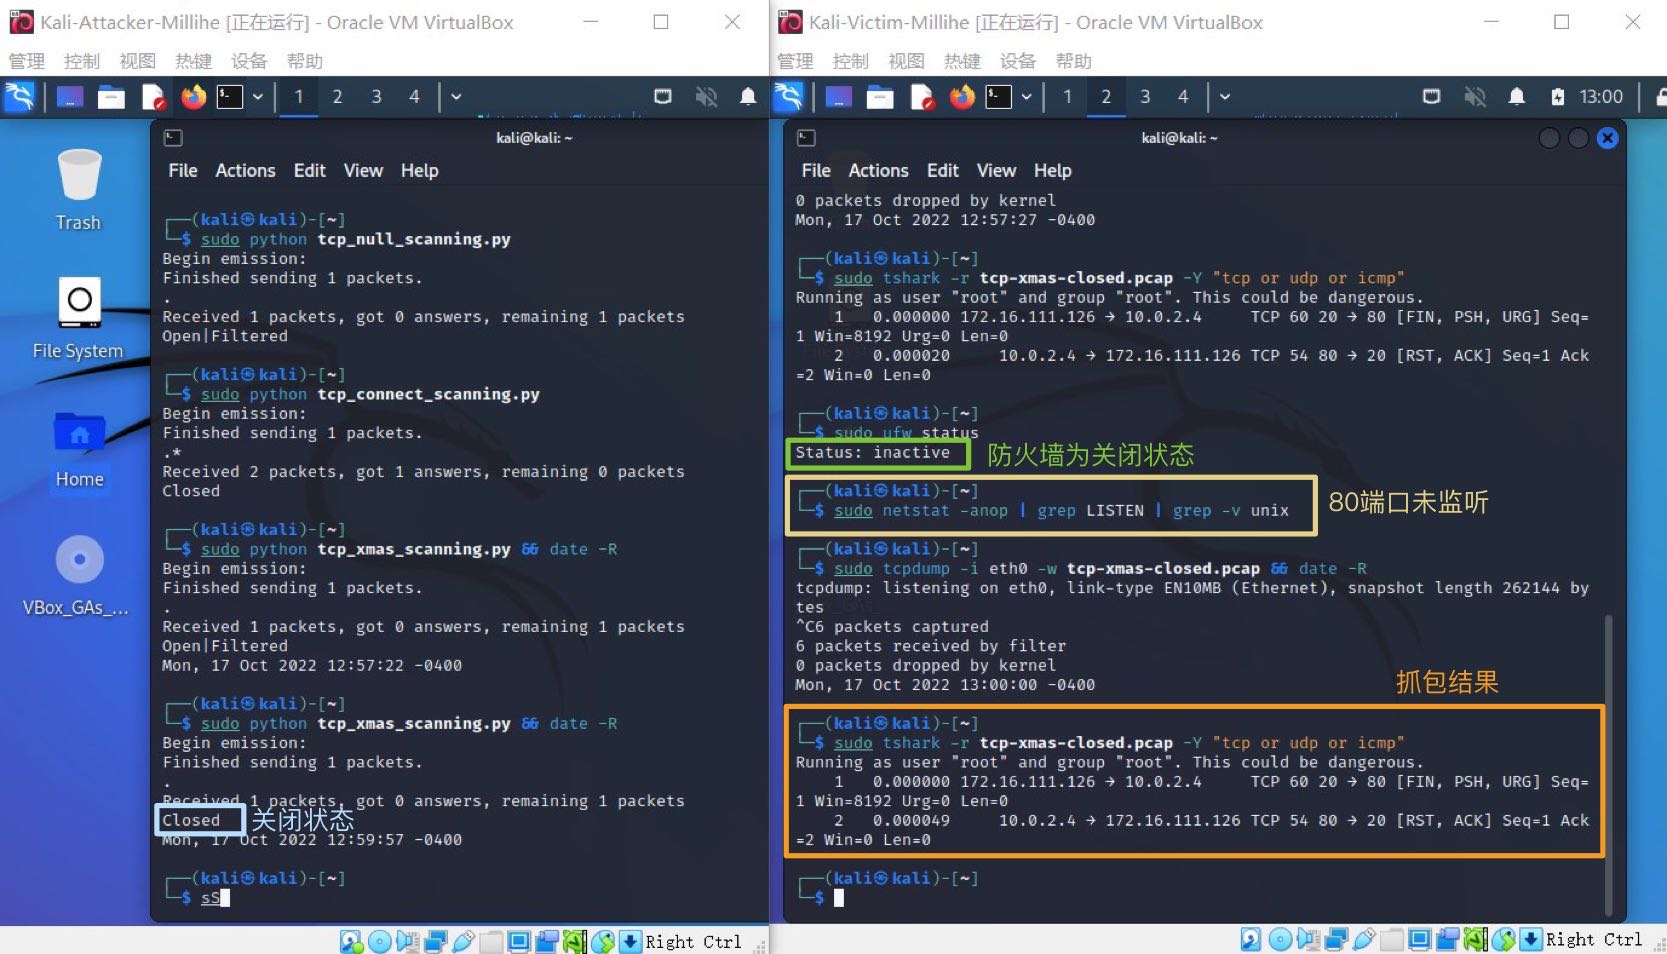 Kali-Attacker-Millihe [正在运行] - Oracle VM VirtualBox
管理 控制 视图 热键 设备 帮助
1 2 3 4
Trash
File System
Home
VBox_GAs_...
kali@kali: ~
File Actions Edit View Help
┌──(kali㉿kali)-[~]
└─$ sudo python tcp_null_scanning.py
Begin emission:
Finished sending 1 packets.
.
Received 1 packets, got 0 answers, remaining 1 packets
Open|Filtered
┌──(kali㉿kali)-[~]
└─$ sudo python tcp_connect_scanning.py
Begin emission:
Finished sending 1 packets.
.*
Received 2 packets, got 1 answers, remaining 0 packets
Closed
┌──(kali㉿kali)-[~]
└─$ sudo python tcp_xmas_scanning.py && date -R
Begin emission:
Finished sending 1 packets.
.
Received 1 packets, got 0 answers, remaining 1 packets
Open|Filtered
Mon, 17 Oct 2022 12:57:22 -0400
┌──(kali㉿kali)-[~]
└─$ sudo python tcp_xmas_scanning.py && date -R
Begin emission:
Finished sending 1 packets.
.
Received 1 packets, got 0 answers, remaining 1 packets
Closed 关闭状态
Mon, 17 Oct 2022 12:59:57 -0400
┌──(kali㉿kali)-[~]
└─$ sS
Right Ctrl
Kali-Victim-Millihe [正在运行] - Oracle VM VirtualBox
管理 控制 视图 热键 设备 帮助
1 2 3 4 13:00
kali@kali: ~
File Actions Edit View Help
0 packets dropped by kernel
Mon, 17 Oct 2022 12:57:27 -0400
┌──(kali㉿kali)-[~]
└─$ sudo tshark -r tcp-xmas-closed.pcap -Y "tcp or udp or icmp"
Running as user "root" and group "root". This could be dangerous.
1 0.000000 172.16.111.126 → 10.0.2.4 TCP 60 20 → 80 [FIN, PSH, URG] Seq=
1 Win=8192 Urg=0 Len=0
2 0.000020 10.0.2.4 → 172.16.111.126 TCP 54 80 → 20 [RST, ACK] Seq=1 Ack
=2 Win=0 Len=0
┌──(kali㉿kali)-[~]
└─$ sudo ufw status
Status: inactive 防火墙为关闭状态
┌──(kali㉿kali)-[~]
└─$ sudo netstat -anop | grep LISTEN | grep -v unix
80端口未监听
┌──(kali㉿kali)-[~]
└─$ sudo tcpdump -i eth0 -w tcp-xmas-closed.pcap && date -R
tcpdump: listening on eth0, link-type EN10MB (Ethernet), snapshot length 262144 by
tes
^C6 packets captured
6 packets received by filter
0 packets dropped by kernel
Mon, 17 Oct 2022 13:00:00 -0400
抓包结果
┌──(kali㉿kali)-[~]
└─$ sudo tshark -r tcp-xmas-closed.pcap -Y "tcp or udp or icmp"
Running as user "root" and group "root". This could be dangerous.
1 0.000000 172.16.111.126 → 10.0.2.4 TCP 60 20 → 80 [FIN, PSH, URG] Seq=
1 Win=8192 Urg=0 Len=0
2 0.000049 10.0.2.4 → 172.16.111.126 TCP 54 80 → 20 [RST, ACK] Seq=1 Ack
=2 Win=0 Len=0
┌──(kali㉿kali)-[~]
└─$
Right Ctrl